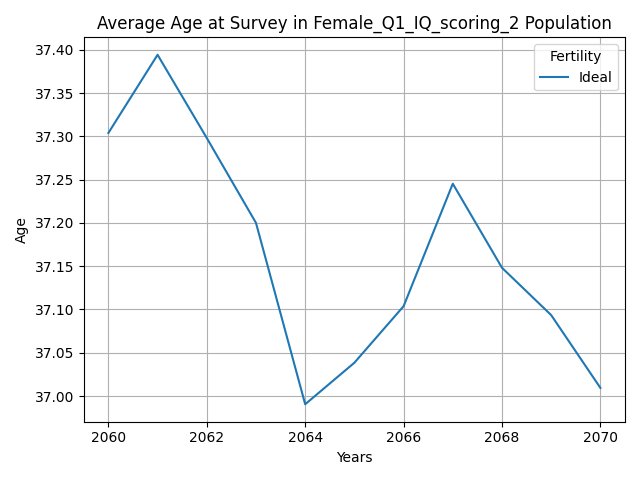 Average Age at Survey in Female_Q1_IQ_scoring_2 Population
Fertility
Ideal
37.40
37.35
37.30
37.25
37.20
37.15
37.10
37.05
37.00
Age
2060 2062 2064 2066 2068 2070
Years